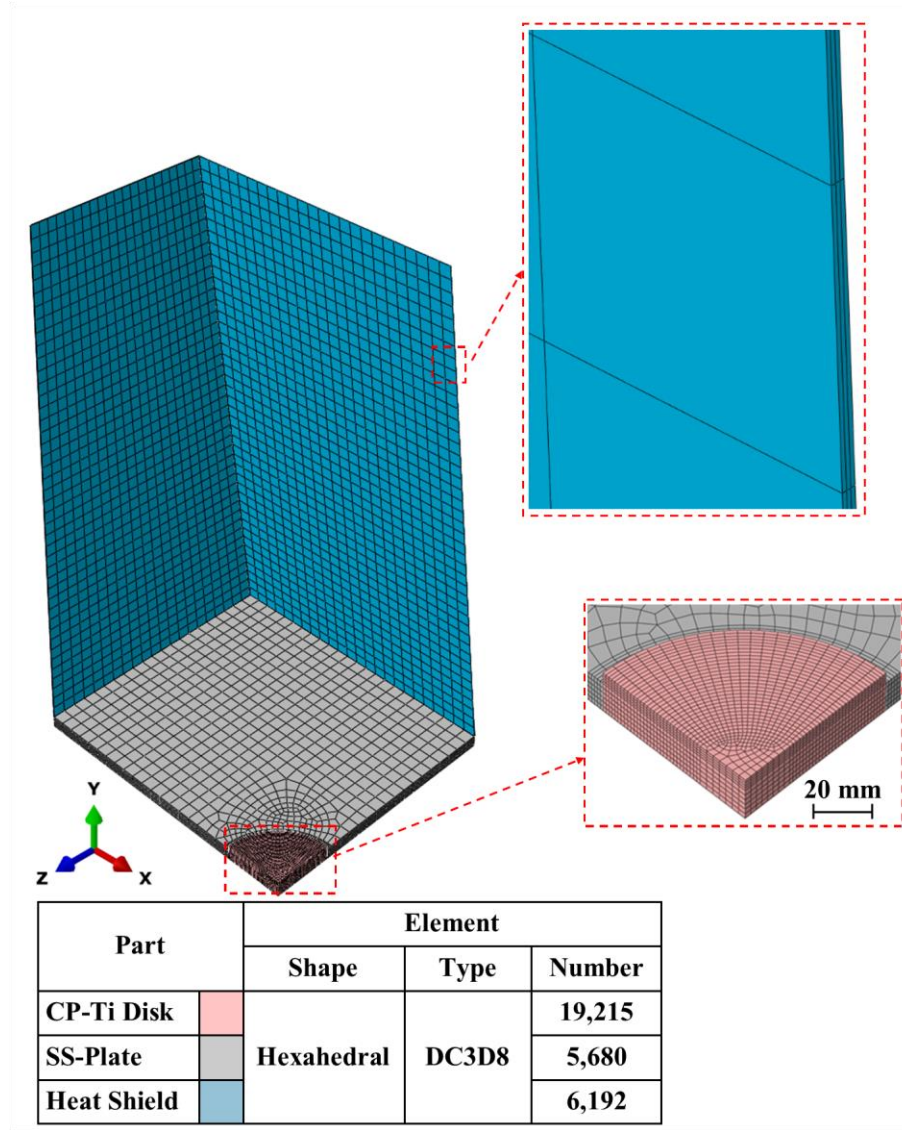 20 mm
Y
Z
X
Part
Element
Shape
Type
Number
CP-Ti Disk
Hexahedral
DC3D8
19,215
SS-Plate
5,680
Heat Shield
6,192